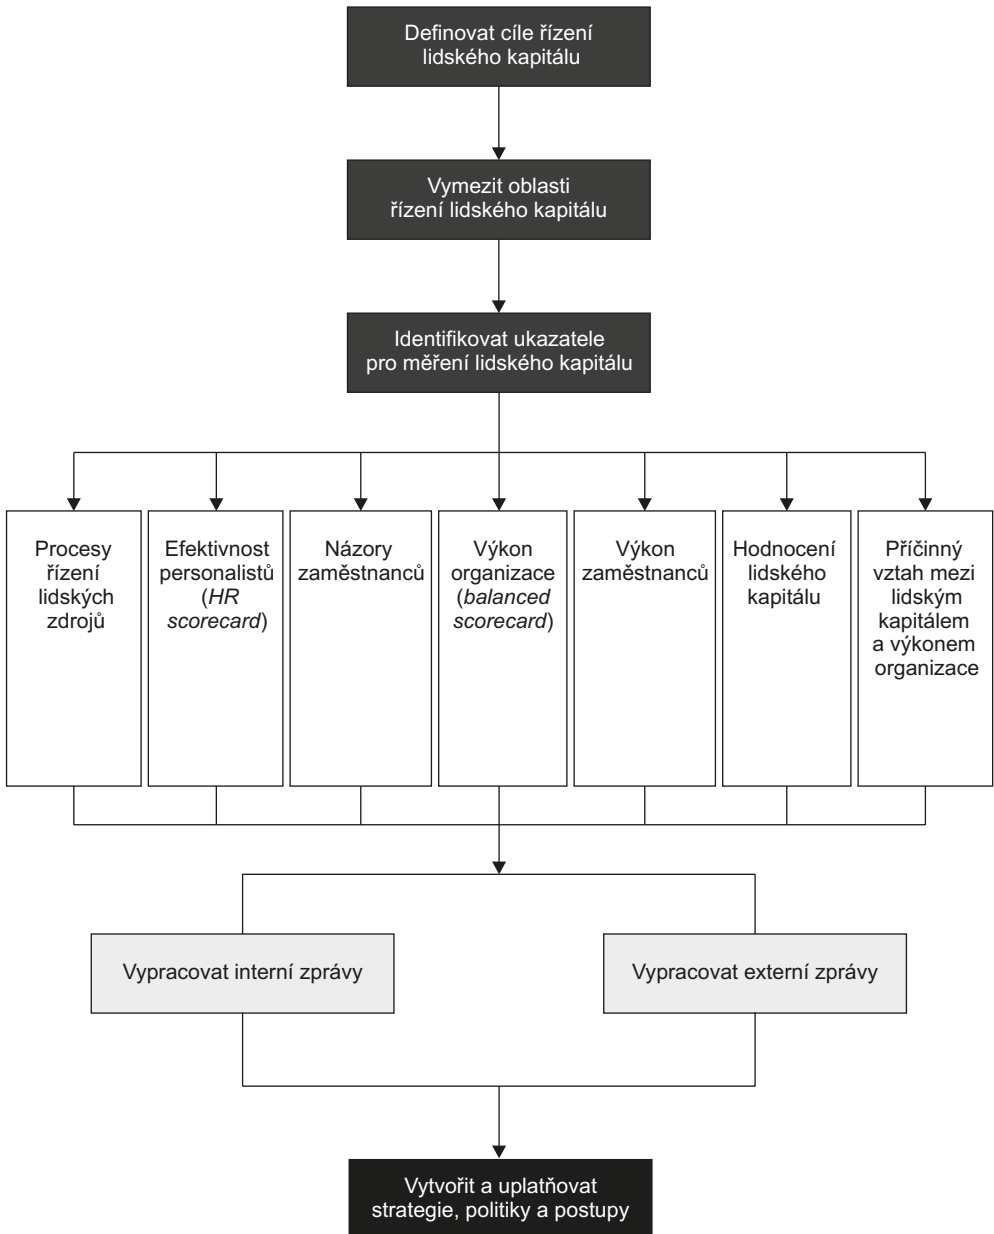 Definovat cíle řízení
lidského kapitálu
Vymezit oblasti
řízení lidského kapitálu
Identifikovat ukazatele
pro měření lidského kapitálu
Procesy
řízení
lidských
zdrojů
Efektivnost
personalistů
(HR
scorecard)
Názory
zaměstnanců
Výkon
organizace
(balanced
scorecard)
Výkon
zaměstnanců
Hodnocení
lidského
kapitálu
Příčinný
vztah mezi
lidským
kapitálem
a výkonem
organizace
Vypracovat interní zprávy
Vypracovat externí zprávy
Vytvořit a uplatňovat
strategie, politiky a postupy